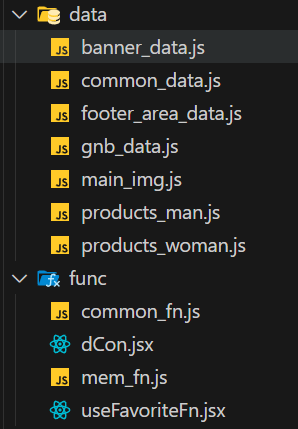 data
JS banner_data.js
JS common_data.js
JS footer_area_data.js
JS gnb_data.js
JS main_img.js
JS products_man.js
JS products_woman.js
fx func
JS common_fn.js
dCon.jsx
JS mem_fn.js
useFavoriteFn.jsx